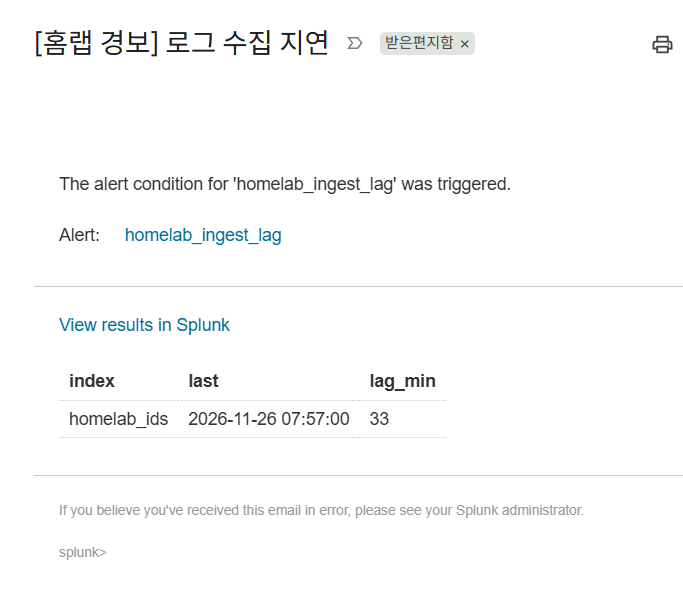 [홈랩 경보] 로그 수집 지연 받은편지함 ×
The alert condition for 'homelab_ingest_lag' was triggered.
Alert: homelab_ingest_lag
View results in Splunk
index last lag_min
homelab_ids 2026-11-26 07:57:00 33
If you believe you've received this email in error, please see your Splunk administrator.
splunk>